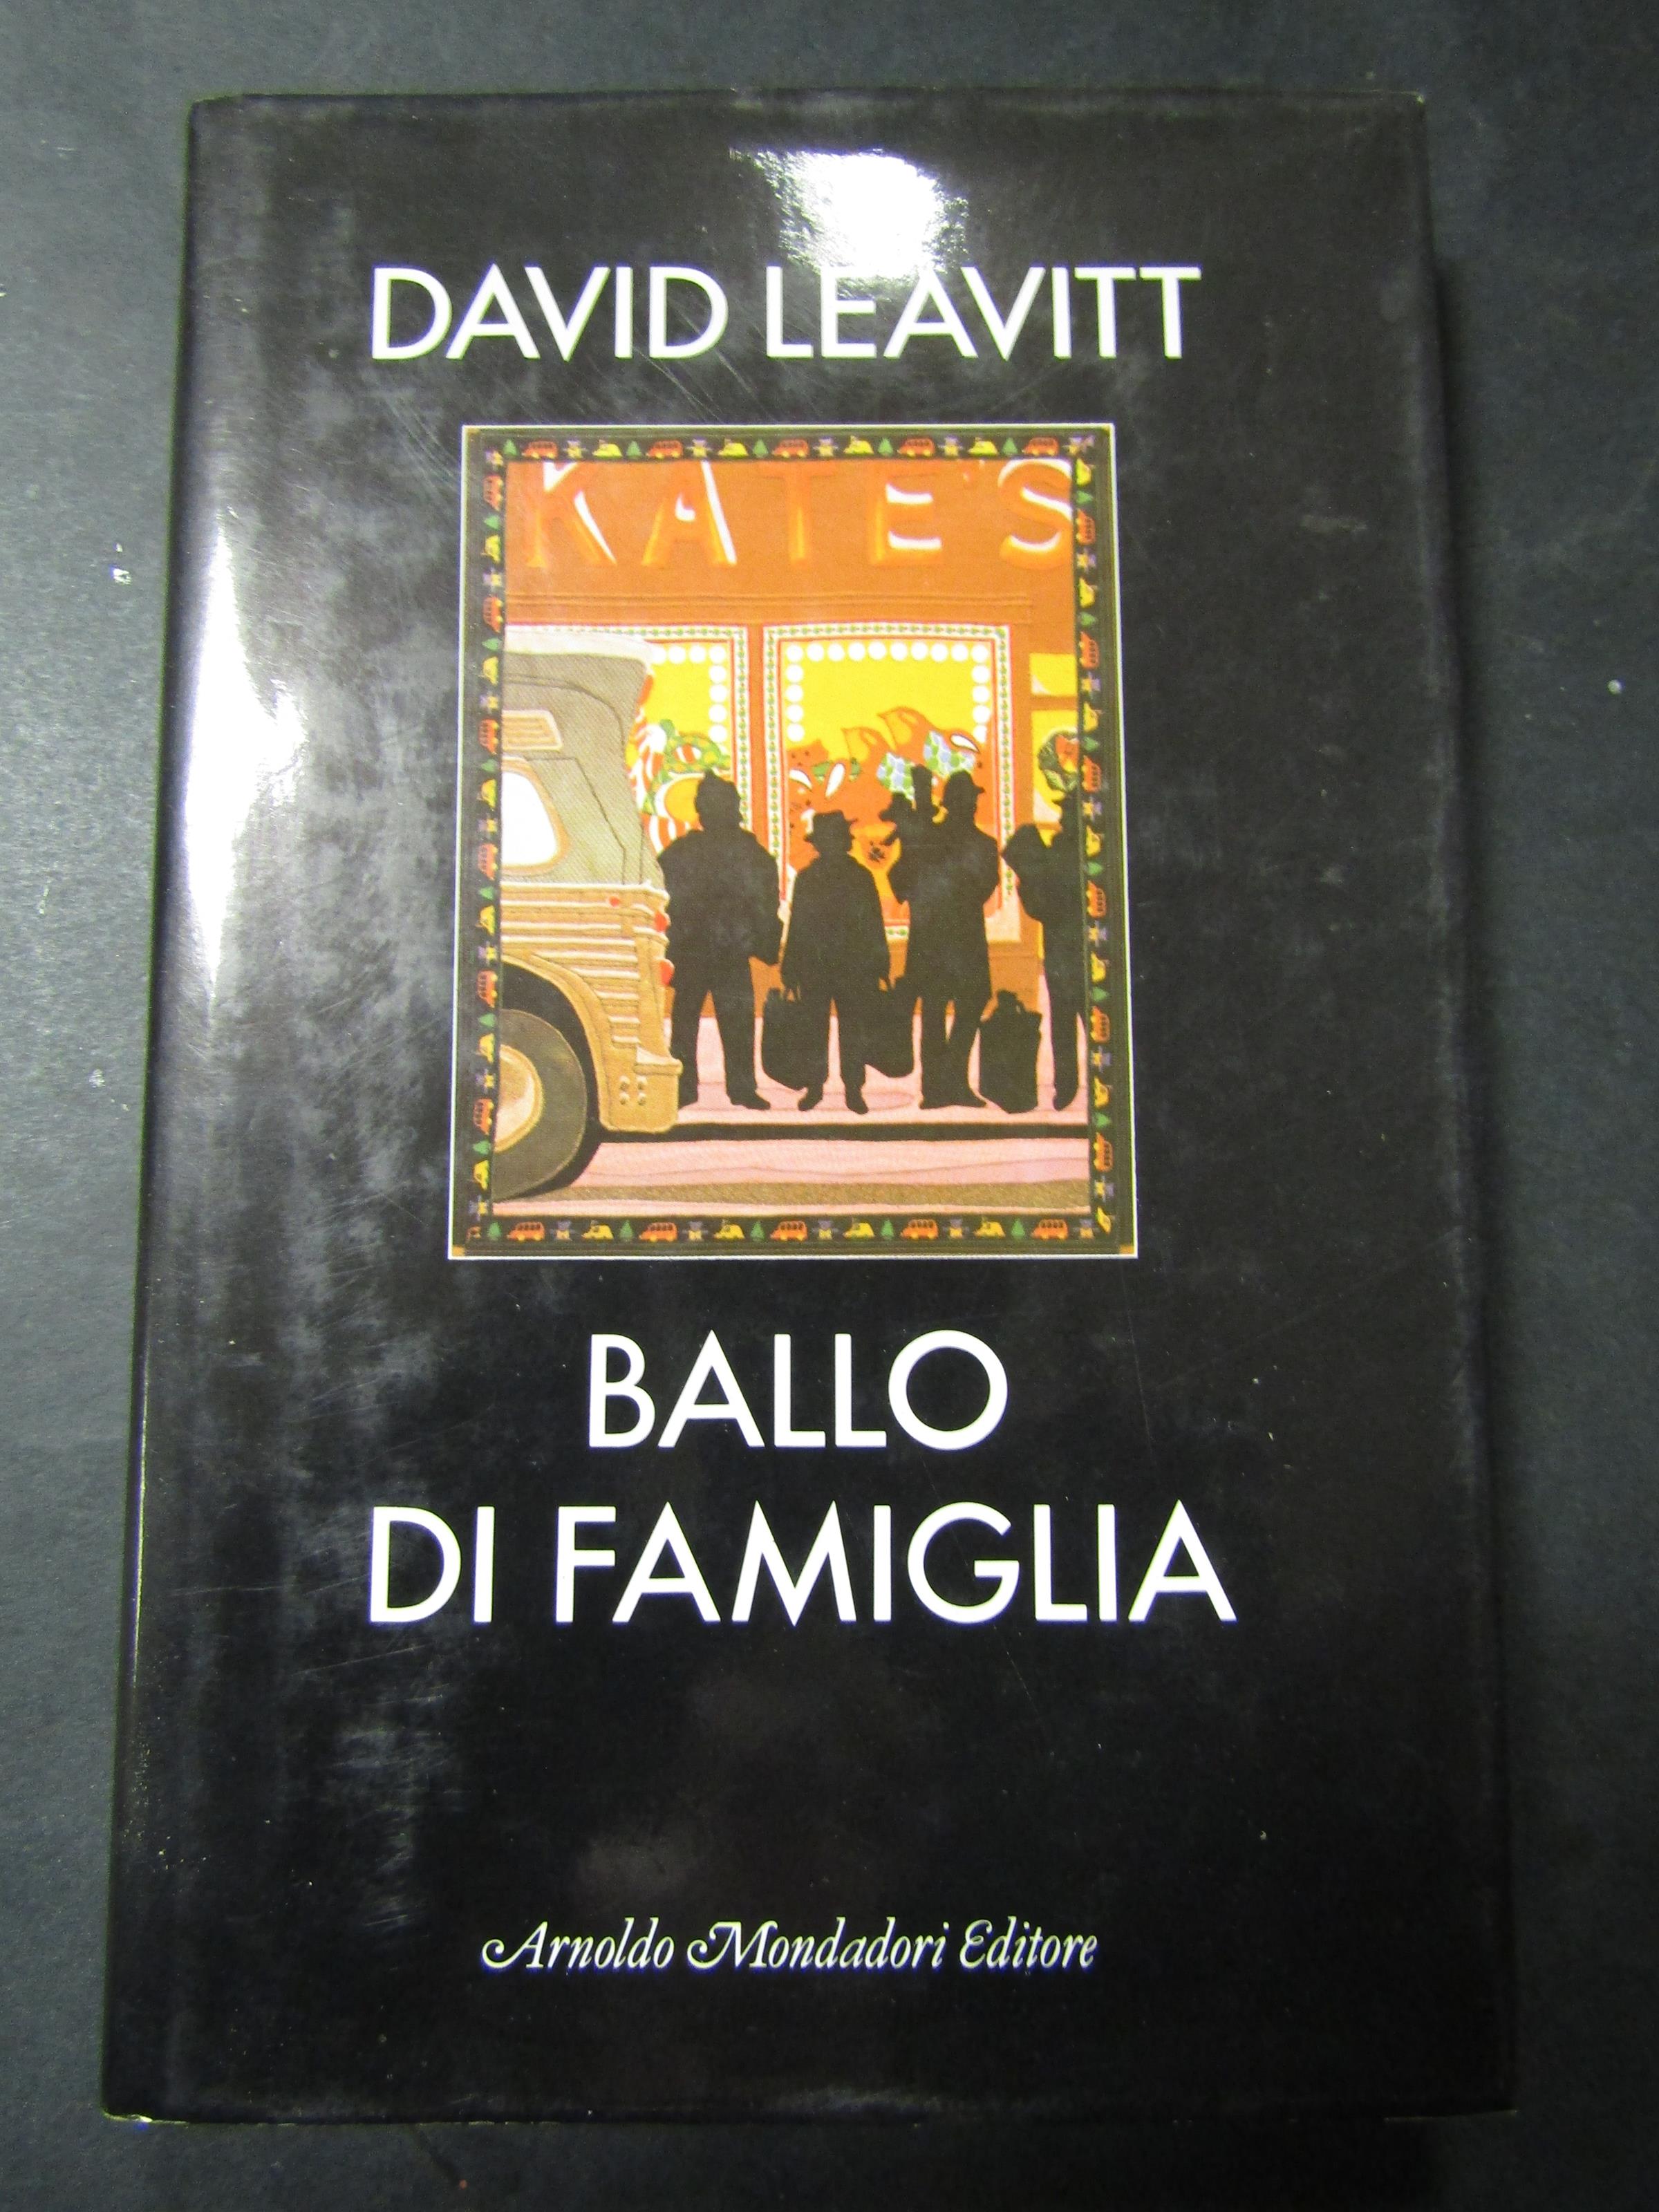 DAVID LEAVITT
KATE'S
BALLO
DI FAMIGLIA
Arnoldo Mondadori Editore